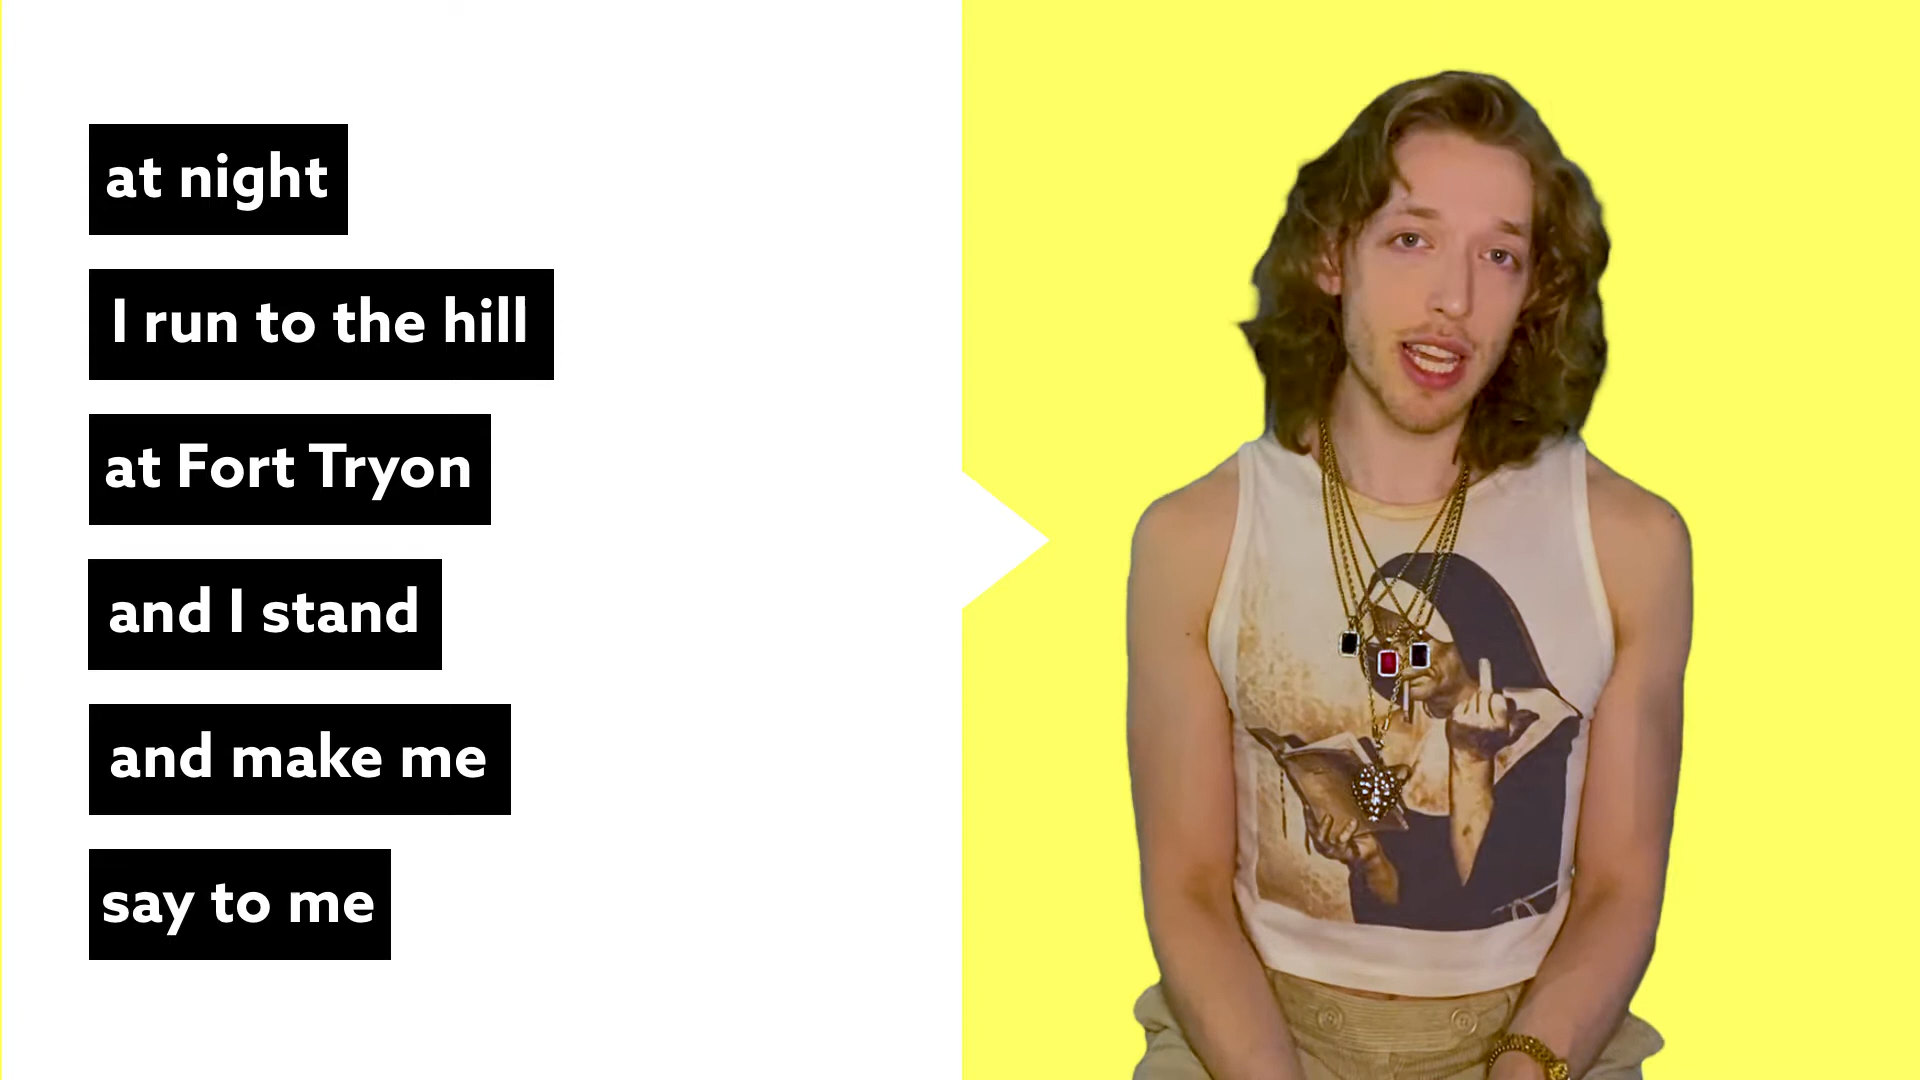 at night
I run to the hill
at Fort Tryon
and I stand
and make me
say to me